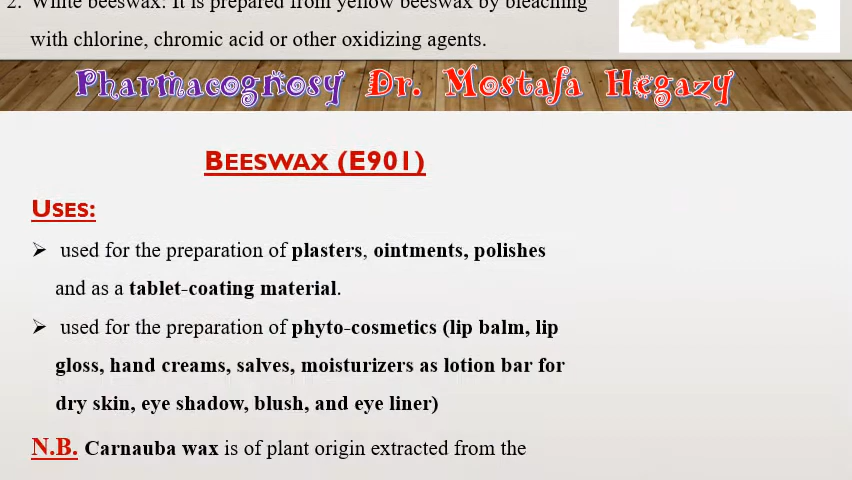 2. White beeswax: It is prepared from yellow beeswax by bleaching
with chlorine, chromic acid or other oxidizing agents.
Pharmacognosy Dr. Mostafa Hegazy
BEESWAX (E901)
USES:
➢ used for the preparation of plasters, ointments, polishes
and as a tablet-coating material.
➢ used for the preparation of phyto-cosmetics (lip balm, lip
gloss, hand creams, salves, moisturizers as lotion bar for
dry skin, eye shadow, blush, and eye liner)
N.B. Carnauba wax is of plant origin extracted from the